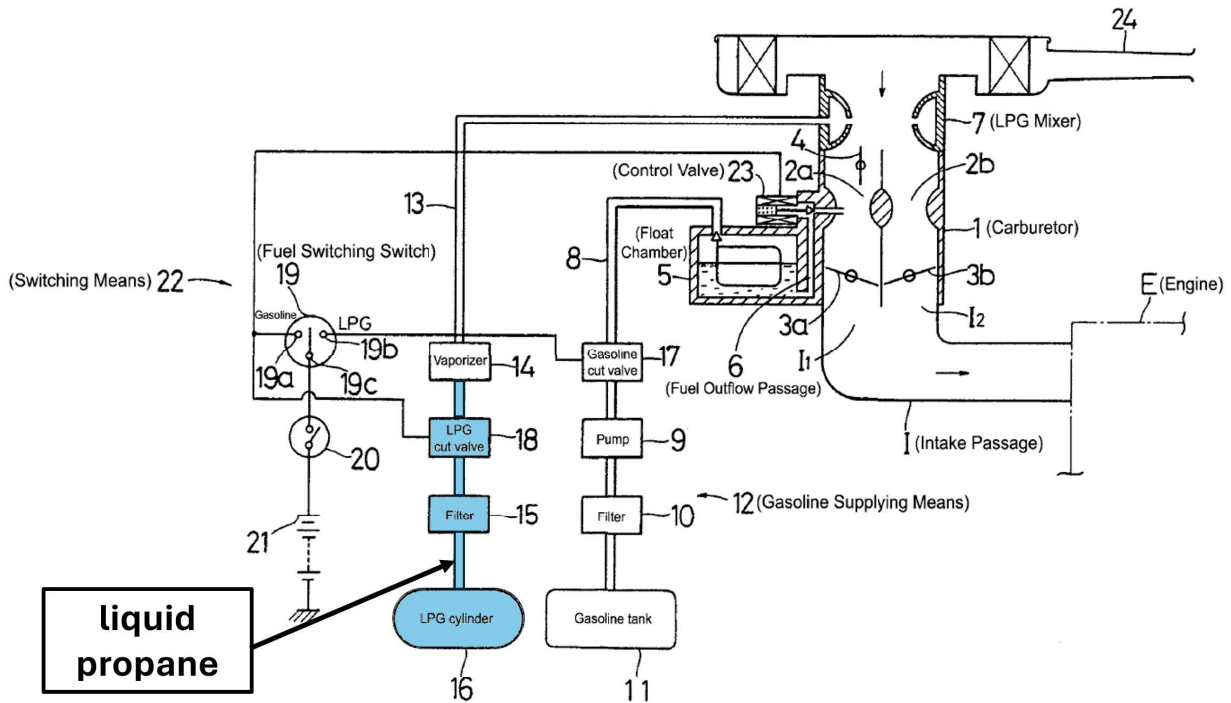 24
7 (LPG Mixer)
4
(Control Valve) 23
2a
2b
13
8
(Float
Chamber)
5
1 (Carburetor)
(Fuel Switching Switch)
19
(Switching Means) 22
Gasoline
LPG
19a
19b
19c
3a
3b
E (Engine)
I1
I2
6
(Fuel Outflow Passage)
Vaporizer
14
Gasoline
cut valve
17
LPG
cut valve
18
Pump
9
I (Intake Passage)
20
Filter
15
Filter
10
12 (Gasoline Supplying Means)
21
liquid
propane
LPG cylinder
16
Gasoline tank
11